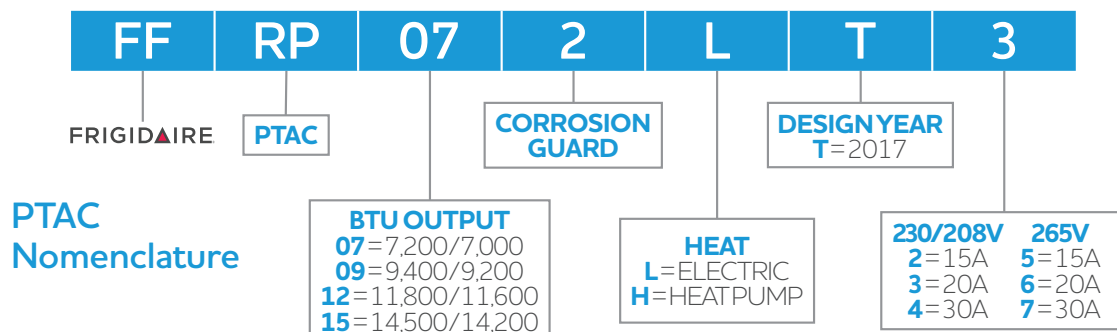 FF RP 07 2 L T 3
FRIGIDAIRE
PTAC
CORROSION
GUARD
DESIGN YEAR
T=2017
PTAC
Nomenclature
BTU OUTPUT
07=7,200/7,000
09=9,400/9,200
12=11,800/11,600
15=14,500/14,200
HEAT
L=ELECTRIC
H=HEAT PUMP
230/208V 265V
2=15A 5=15A
3=20A 6=20A
4=30A 7=30A